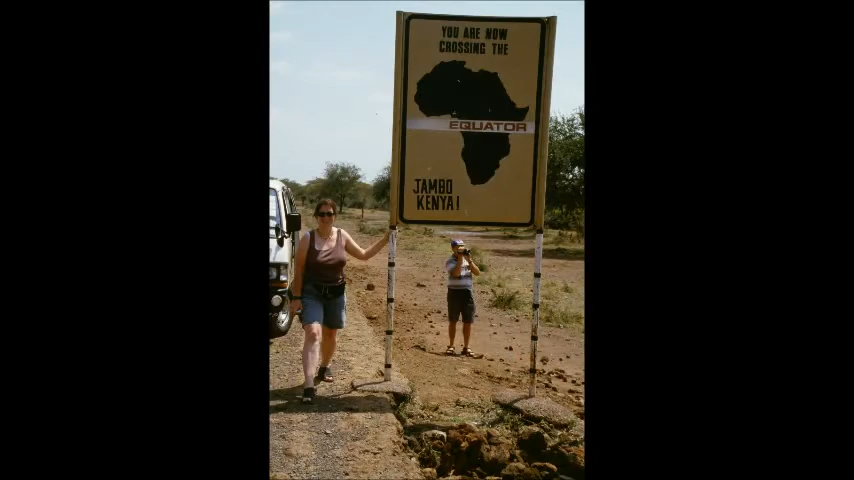 YOU ARE NOW
CROSSING THE
EQUATOR
JAMBO
KENYA!